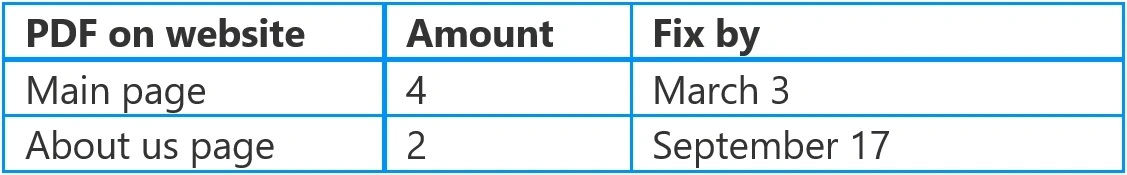 PDF on website Amount Fix by
Main page 4 March 3
About us page 2 September 17